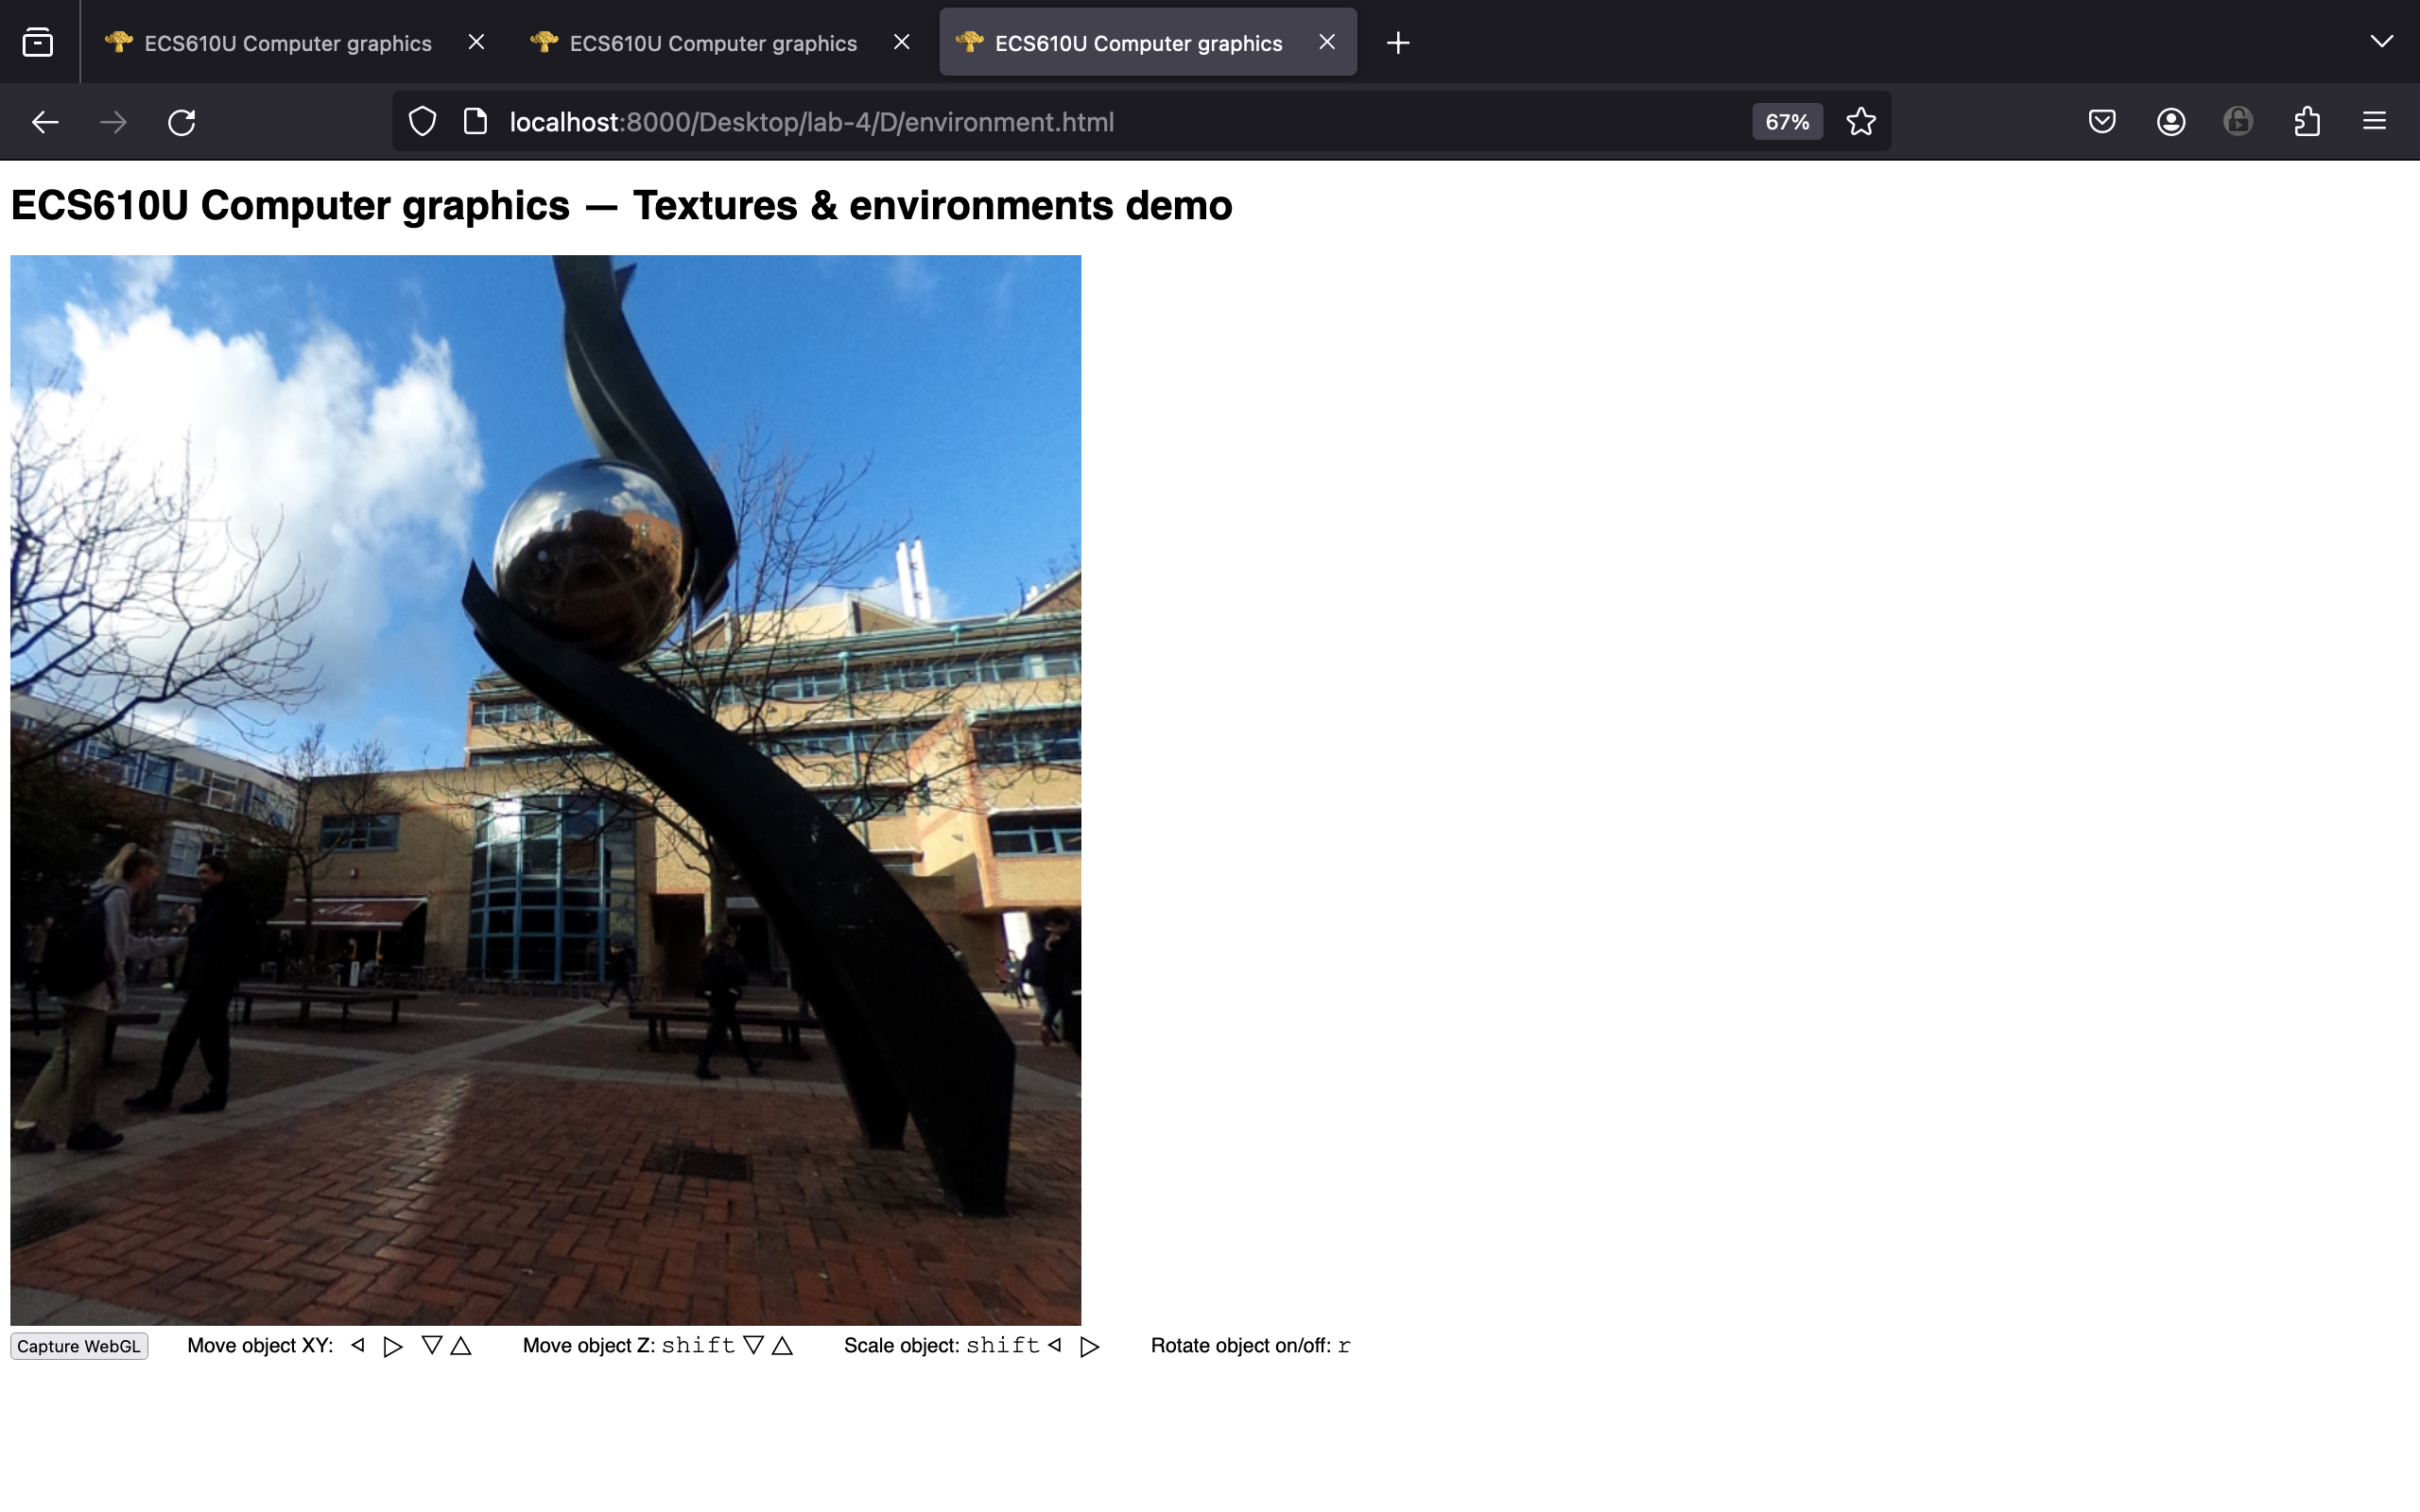 ECS610U Computer graphics
ECS610U Computer graphics
ECS610U Computer graphics
localhost:8000/Desktop/lab-4/D/environment.html
67%
ECS610U Computer graphics — Textures & environments demo
Capture WebGL Move object XY: ◁ ▷ ▽ △ Move object Z: shift ▽ △ Scale object: shift ◁ ▷ Rotate object on/off: r